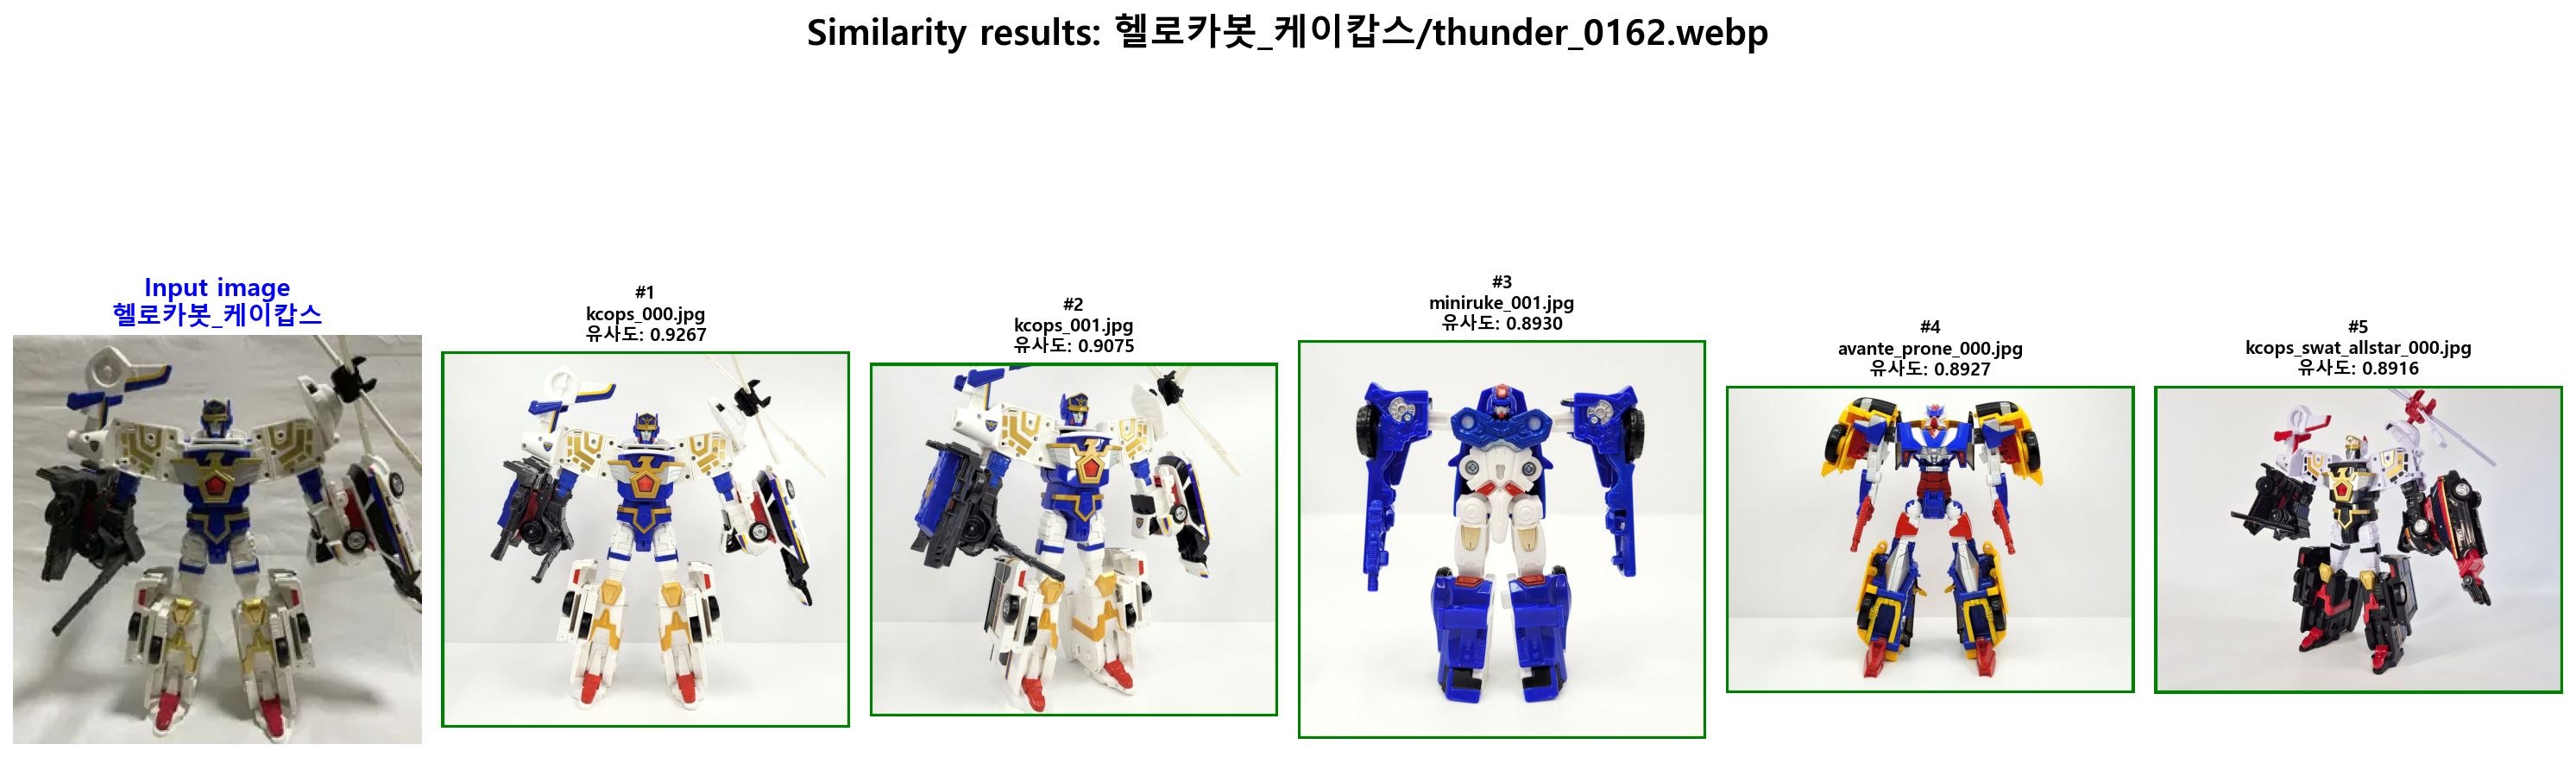 Similarity results: 헬로카봇_케이캅스/thunder_0162.webp
Input image
헬로카봇_케이캅스
#1
kcops_000.jpg
유사도: 0.9267
#2
kcops_001.jpg
유사도: 0.9075
#3
miniruke_001.jpg
유사도: 0.8930
#4
avante_prone_000.jpg
유사도: 0.8927
#5
kcops_swat_allstar_000.jpg
유사도: 0.8916